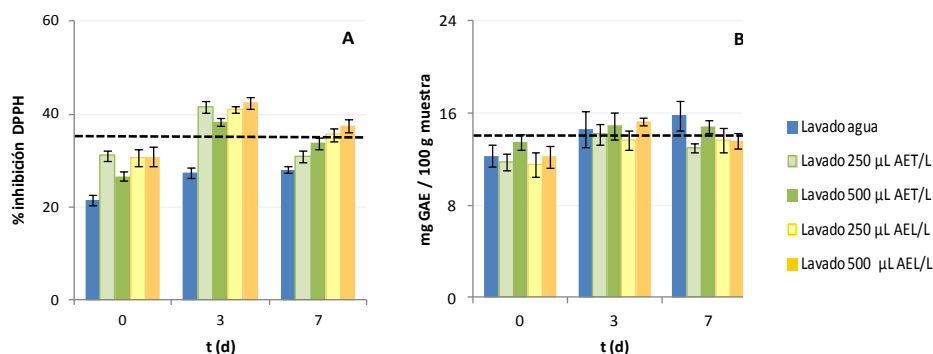 A
% inhibición DPPH
60
40
20
0
0 3 7
t (d)
B
mg GAE / 100 g muestra
24
16
8
0
0 3 7
t (d)
Lavado agua
Lavado 250 µL AET/L
Lavado 500 µL AET/L
Lavado 250 µL AEL/L
Lavado 500 µL AEL/L